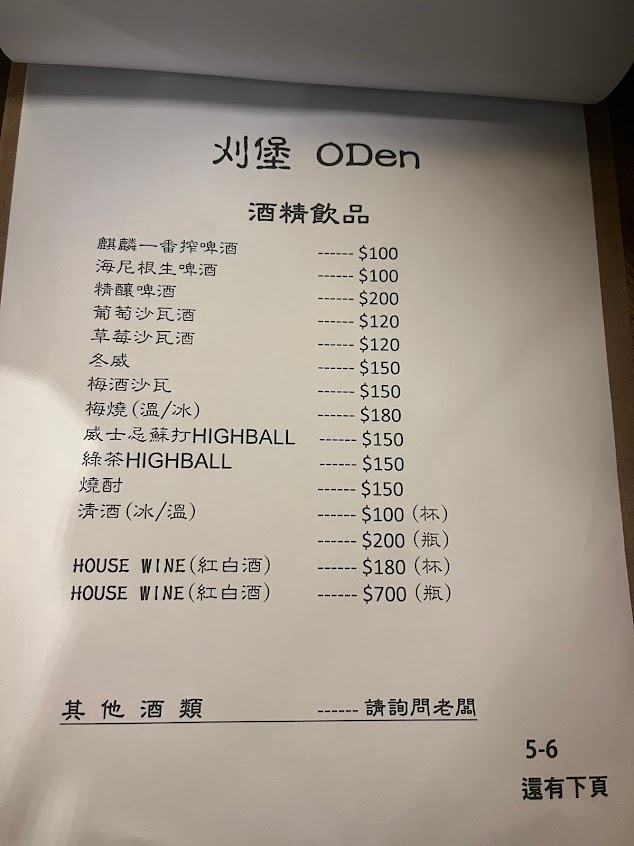 刈堡 ODen
酒精飲品
麒麟一番搾啤酒 ------ $100
海尼根生啤酒 ------ $100
精釀啤酒 ------ $200
葡萄沙瓦酒 ------ $120
草莓沙瓦酒 ------ $120
冬威 ------ $150
梅酒沙瓦 ------ $150
梅燒(溫/冰) ------ $180
威士忌蘇打HIGHBALL ------ $150
綠茶HIGHBALL ------ $150
燒酎 ------ $150
清酒(冰/溫) ------ $100 (杯)
------ $200 (瓶)
HOUSE WINE(紅白酒) ------ $180 (杯)
HOUSE WINE(紅白酒) ------ $700 (瓶)
其他酒類 ------ 請詢問老闆
5-6
還有下頁